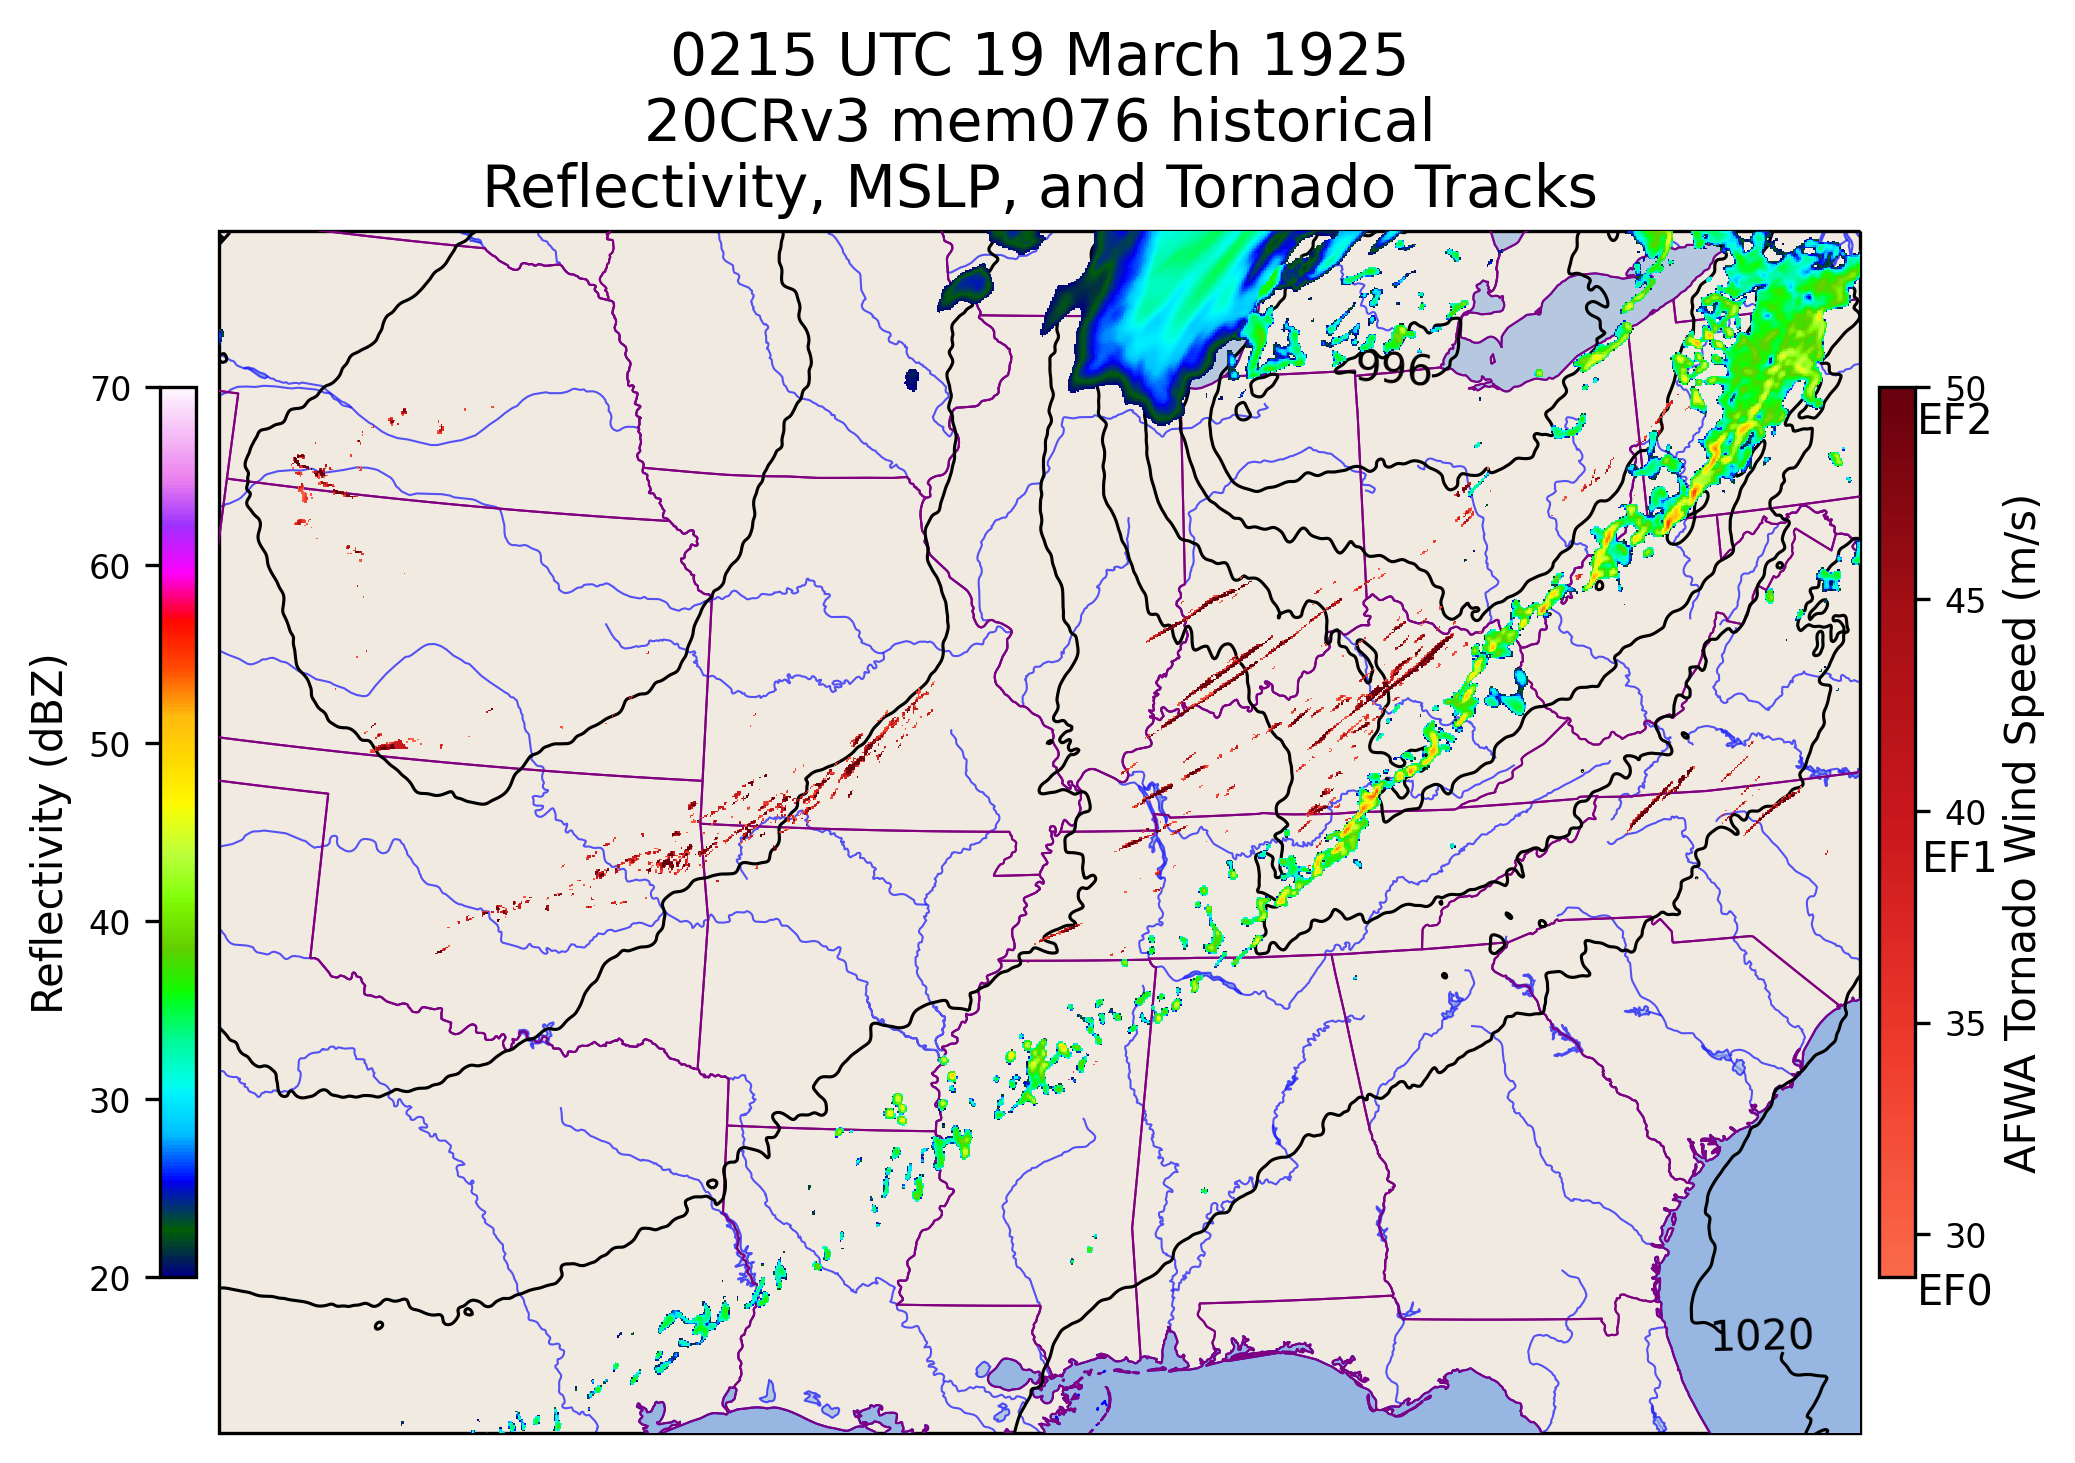 0215 UTC 19 March 1925
20CRv3 mem076 historical
Reflectivity, MSLP, and Tornado Tracks
996
1020
70
60
50
40
30
20
Reflectivity (dBZ)
50
EF2
45
40
EF1
35
30
EF0
AFWA Tornado Wind Speed (m/s)